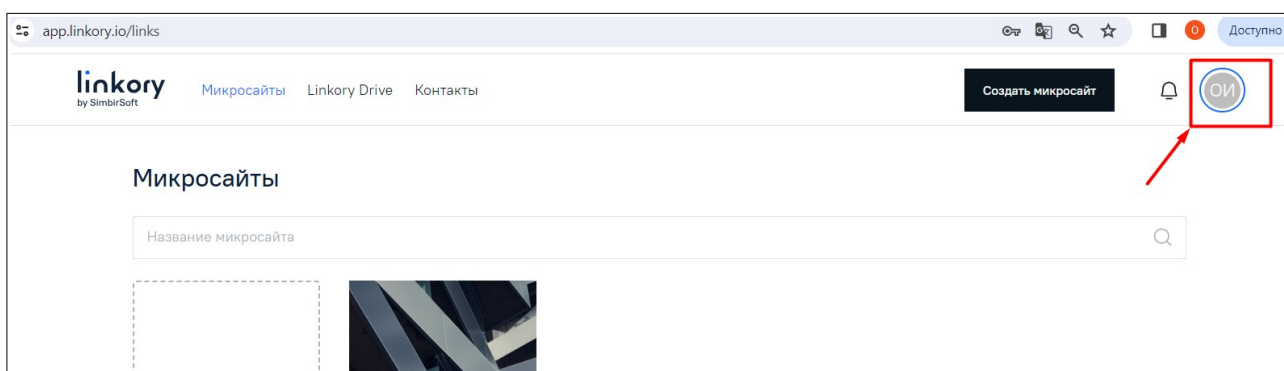 app.linkory.io/links
О
Доступно
linkory
by SimbirSoft
Микросайты Linkory Drive Контакты
Создать микросайт
ОИ
Микросайты
Название микросайта